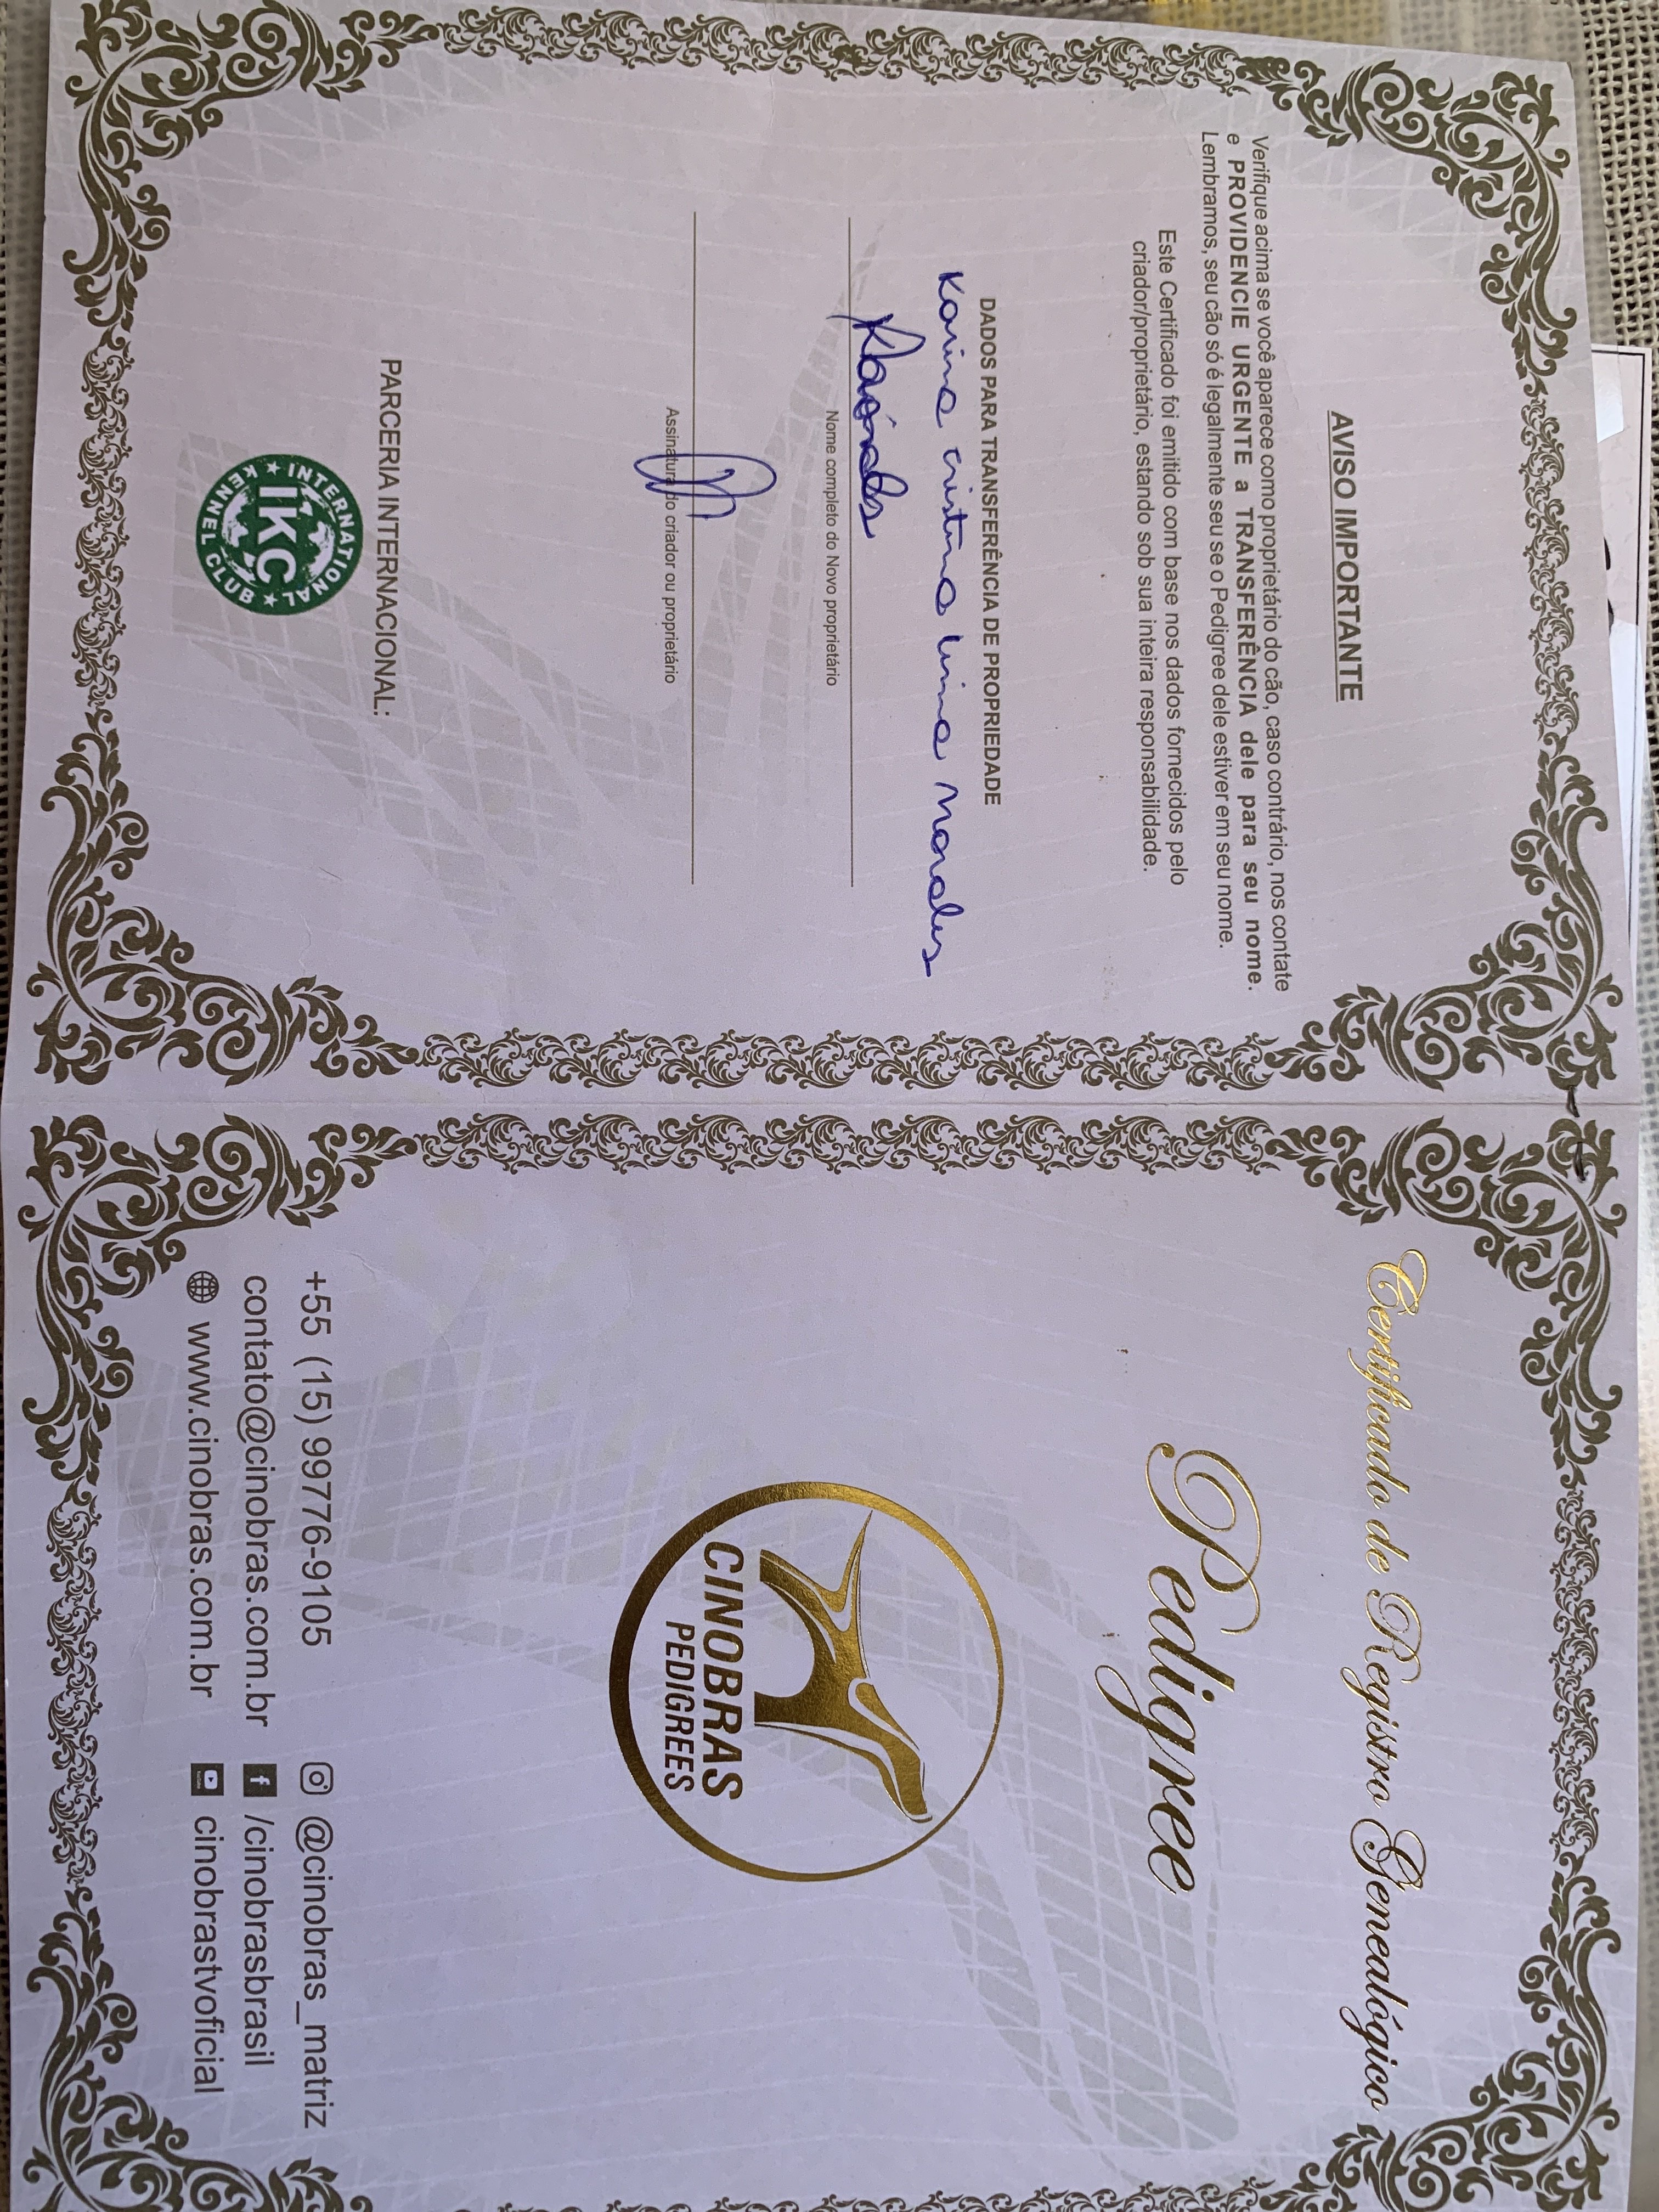 AVISO IMPORTANTE
Verifique acima se você aparece como proprietário do cão, caso contrário, nos contate
e PROVIDENCIE URGENTE a TRANSFERÊNCIA dele para seu nome.
Lembramos, seu cão só é legalmente seu se o Pedigree dele estiver em seu nome.
Este Certificado foi emitido com base nos dados fornecidos pelo
criador/proprietário, estando sob sua inteira responsabilidade.
DADOS PARA TRANSFERÊNCIA DE PROPRIEDADE
Karina Cristina Lima
Nome completo do Novo proprietário
Assinatura do criador ou proprietário
PARCERIA INTERNACIONAL:
INTERNATIONAL
IKC
KENNEL CLUB
Certificado de Registro Genealógico
Pedigree
CINOBRAS
PEDIGREES
+55 (15) 99776-9105
contato@cinobras.com.br
www.cinobras.com.br
@cinobras_matriz
/cinobrasbrasil
cinobrastvoficial